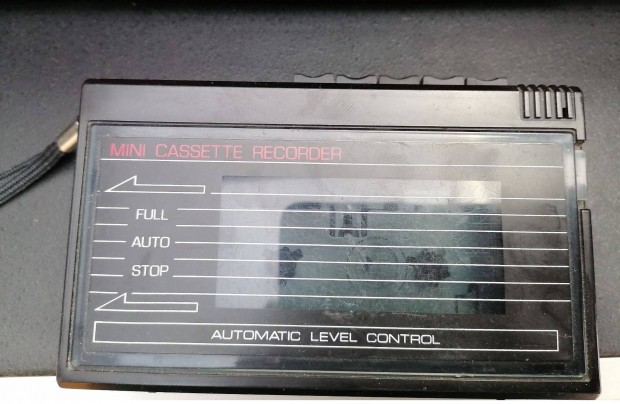 MINI CASSETTE RECORDER
FULL
AUTO
STOP
AUTOMATIC LEVEL CONTROL